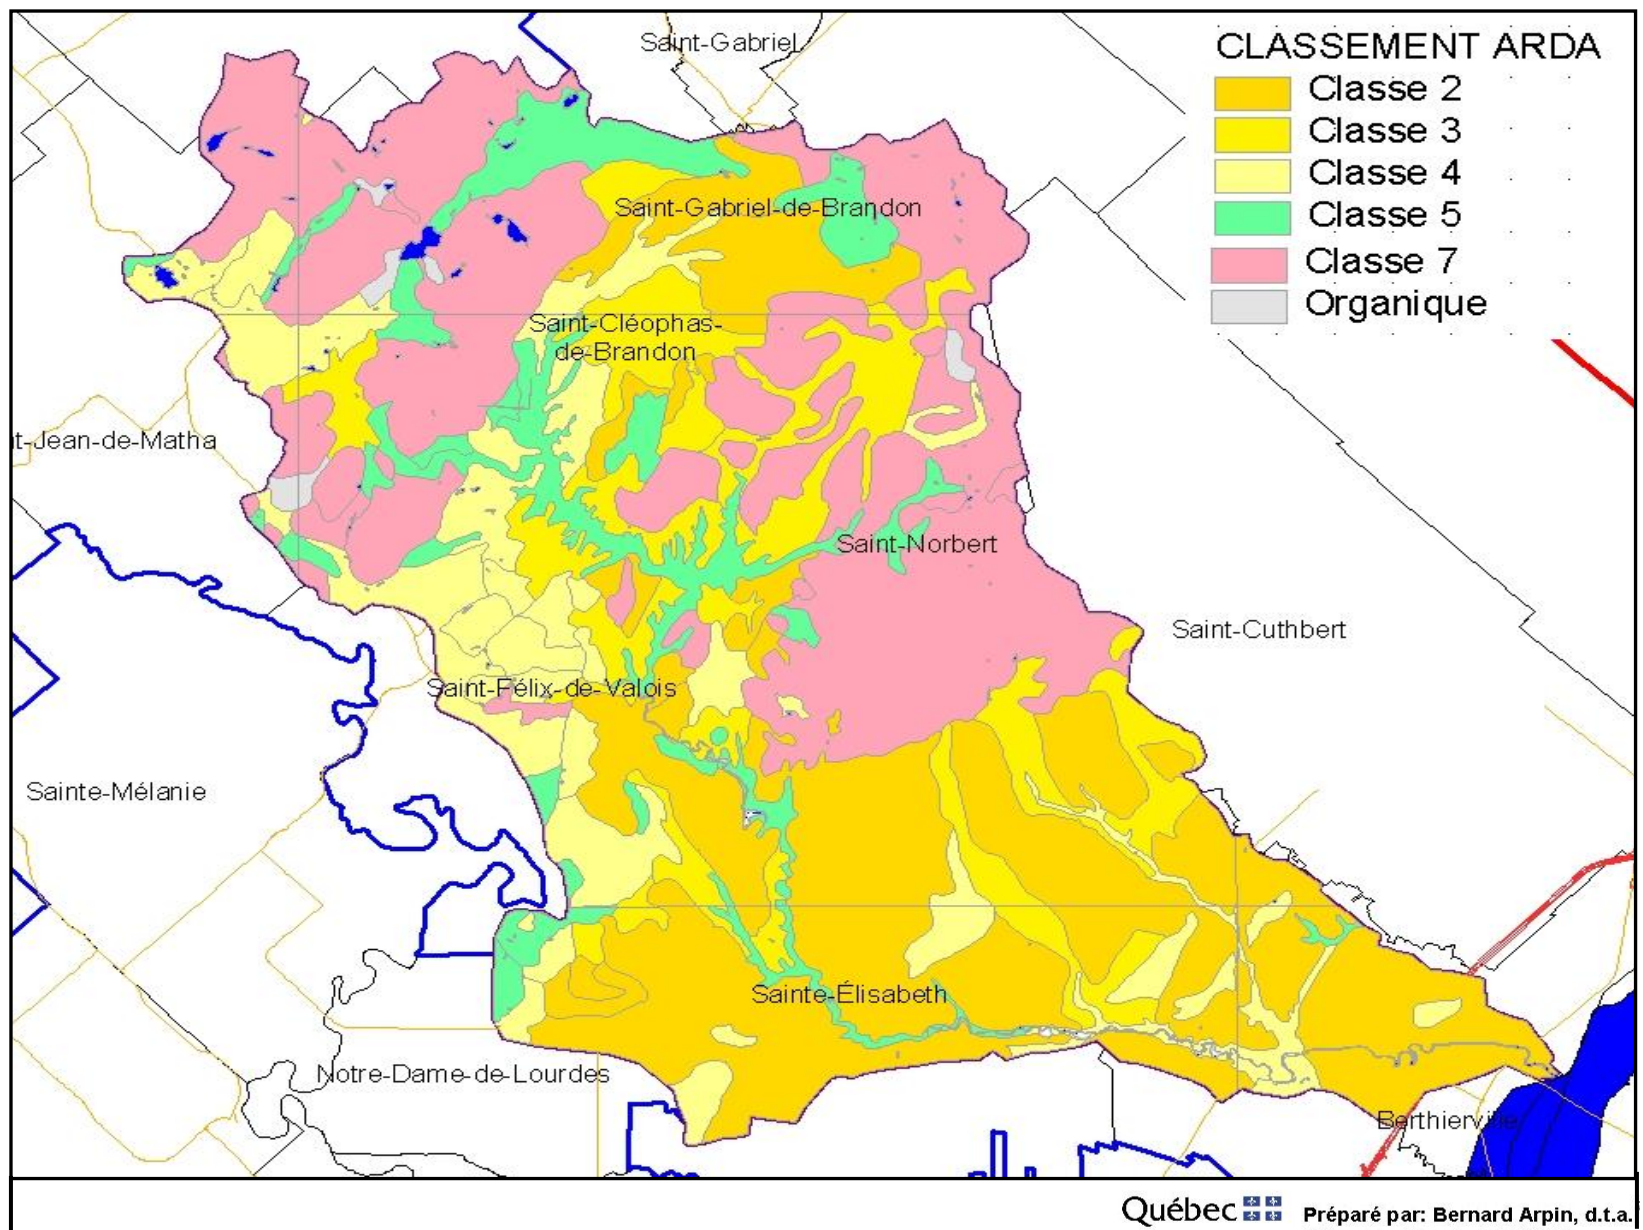 CLASSEMENT ARDA
Classe 2
Classe 3
Classe 4
Classe 5
Classe 7
Organique
Saint-Gabriel
Saint-Gabriel-de-Brandon
Saint-Cléophas-
de-Brandon
t-Jean-de-Matha
Saint-Norbert
Saint-Cuthbert
Saint-Félix-de-Valois
Sainte-Mélanie
Sainte-Élisabeth
Notre-Dame-de-Lourdes
Berthierville
Québec
Préparé par: Bernard Arpin, d.t.a.